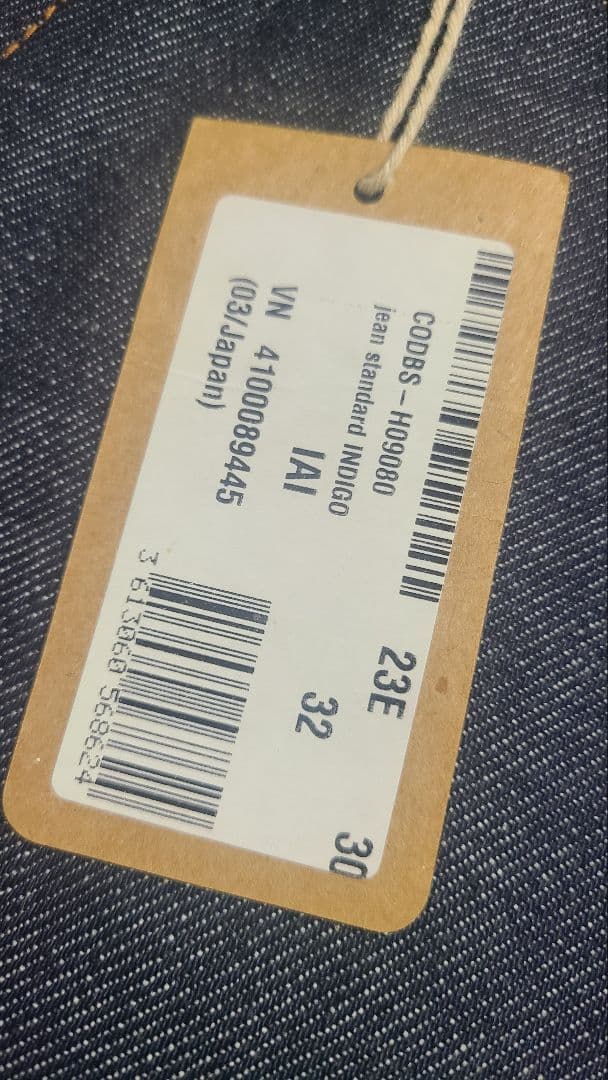 CODBS – H09080 23E 30
jean standard INDIGO
IAI 32
VN 4100089445
(03/Japan)
3 613060 568624